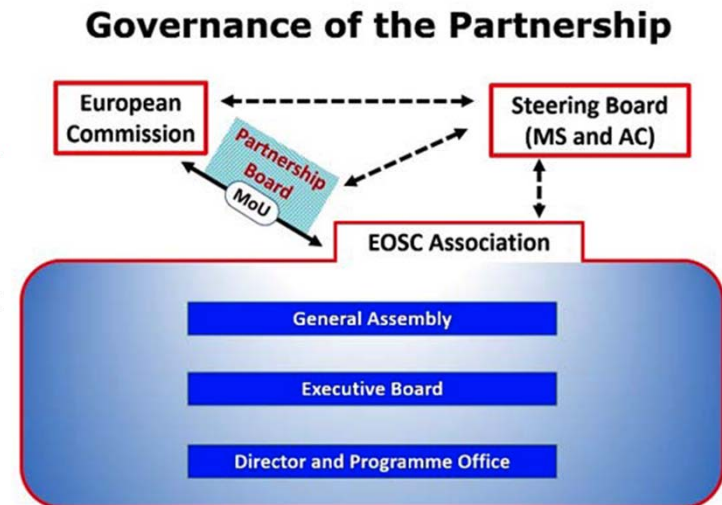 Governance of the Partnership
European
Commission
Steering Board
(MS and AC)
Partnership
Board
MoU
EOSC Association
General Assembly
Executive Board
Director and Programme Office